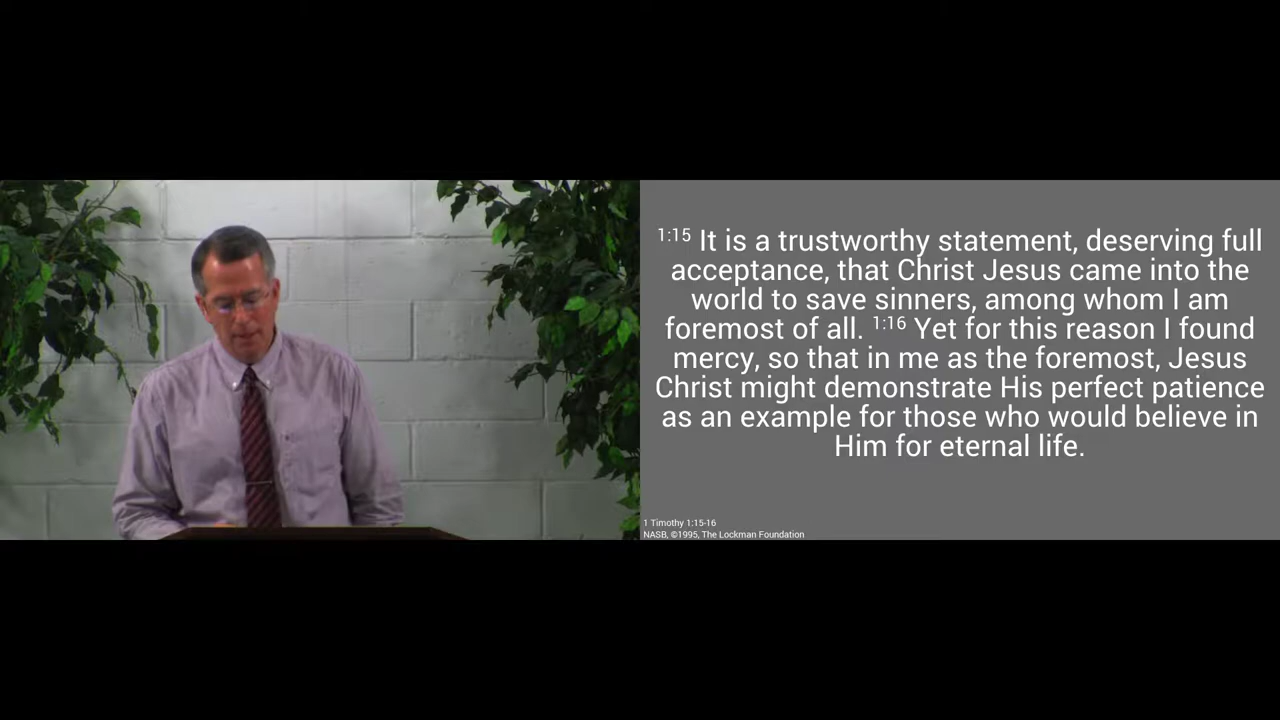 1:15 It is a trustworthy statement, deserving full
acceptance, that Christ Jesus came into the
world to save sinners, among whom I am
foremost of all. 1:16 Yet for this reason I found
mercy, so that in me as the foremost, Jesus
Christ might demonstrate His perfect patience
as an example for those who would believe in
Him for eternal life.
1 Timothy 1:15-16
NASB, ©1995, The Lockman Foundation